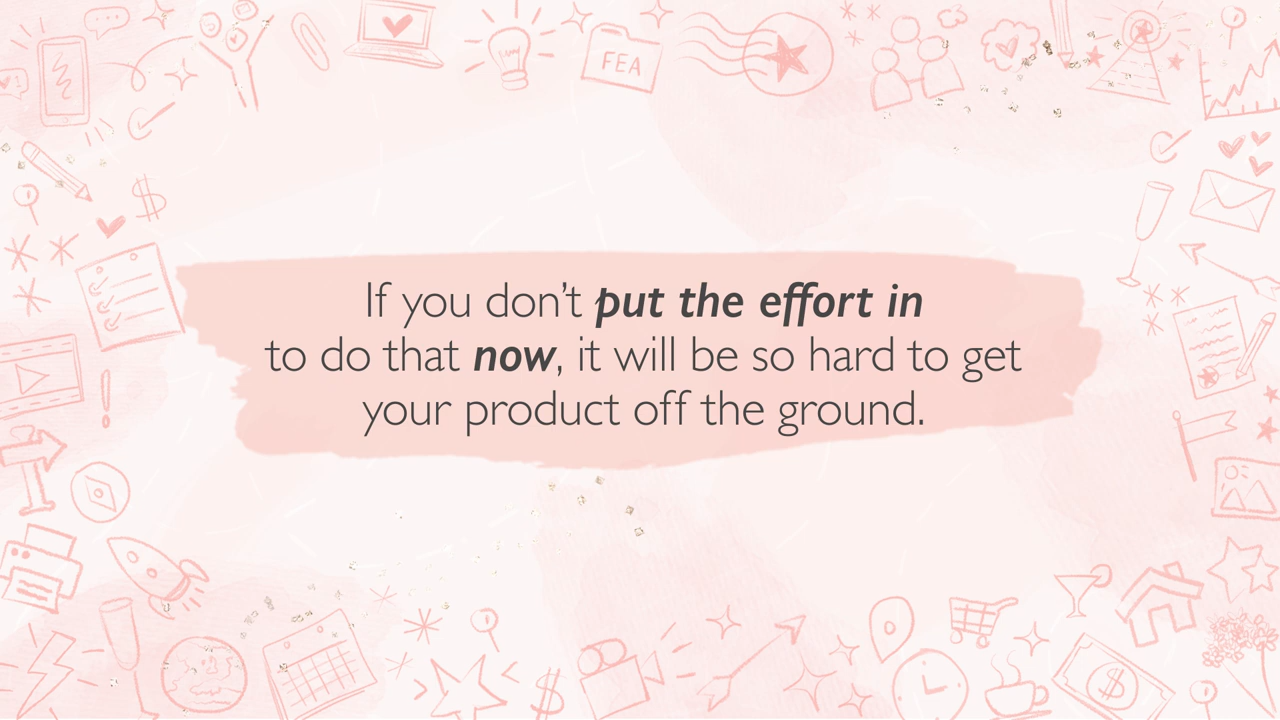 FEA
If you don’t put the effort in
to do that now, it will be so hard to get
your product off the ground.